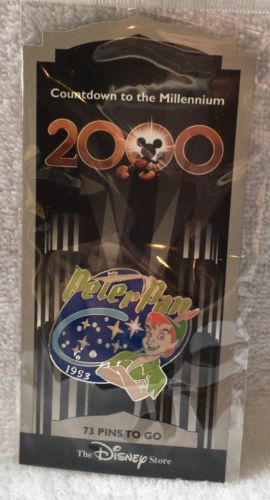 Countdown to the Millennium
2000
Peter Pan
1953
73 PINS TO GO
The Disney Store